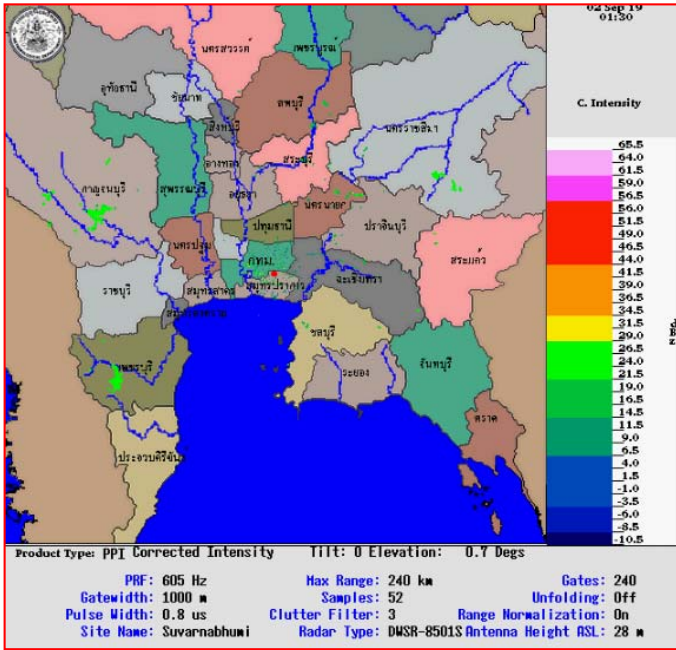 02 Sep 19
01:30
C. Intensity
65.5
64.0
61.5
59.0
56.5
56.0
51.5
49.0
46.5
44.0
41.5
39.0
36.5
34.0
31.5
29.0
26.5
24.0
21.5
19.0
16.5
14.5
11.5
9.0
6.5
4.0
1.5
-1.0
-3.5
-6.0
-8.5
-10.5
นครสวรรค์
เพชรบูรณ์
อุทัยธานี
ชัยนาท
ลพบุรี
สิงห์บุรี
นครราชสีมา
อ่างทอง
สระบุรี
กาญจนบุรี
สุพรรณบุรี
อยุธยา
นครนายก
ปราจีนบุรี
ปทุมธานี
นครปฐม
กทม.
สระแก้ว
ราชบุรี
สมุทรสาคร
สมุทรปราการ
ฉะเชิงเทรา
ชลบุรี
เพชรบุรี
ระยอง
จันทบุรี
ตราด
ประจวบคีรีขันธ์
Product Type: PPI Corrected Intensity Tilt: 0 Elevation: 0.7 Degs
PRF: 605 Hz Max Range: 240 km Gates: 240
Gatewidth: 1000 m Samples: 52 Unfolding: Off
Pulse Width: 0.8 us Clutter Filter: 3 Range Normalization: On
Site Name: Suvarnabhumi Radar Type: DWSR-8501S Antenna Height ASL: 28 m